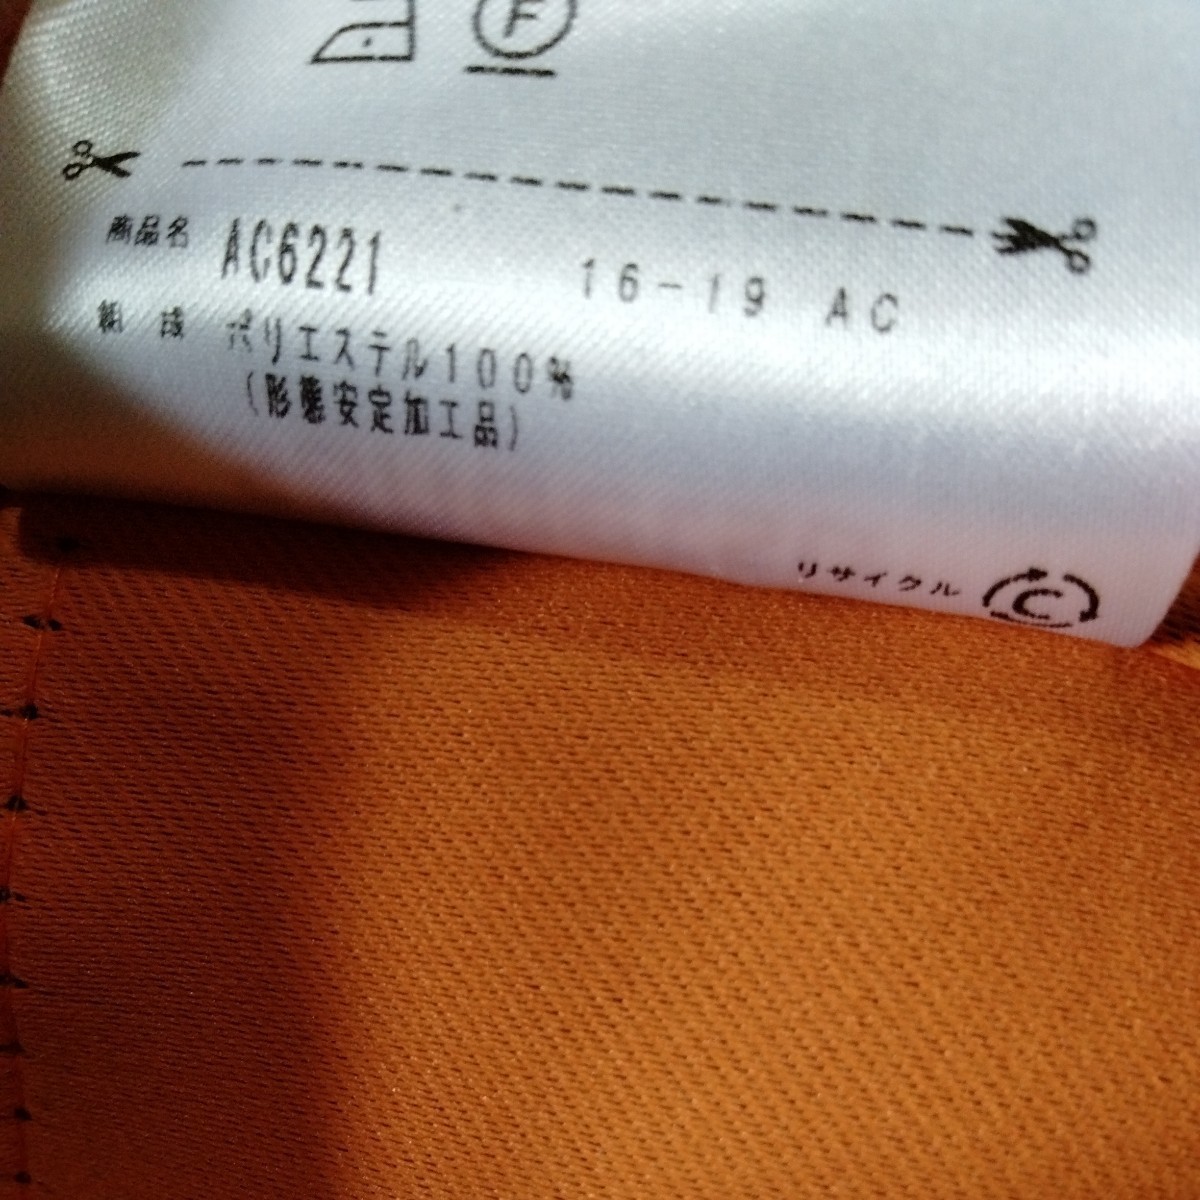 F
商品名 AC6221 16-19 AC
組成 ポリエステル100%
(形態安定加工品)
リサイクル C